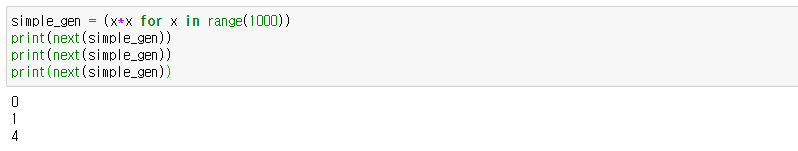 simple_gen = (x*x for x in range(1000))
print(next(simple_gen))
print(next(simple_gen))
print(next(simple_gen))
0
1
4